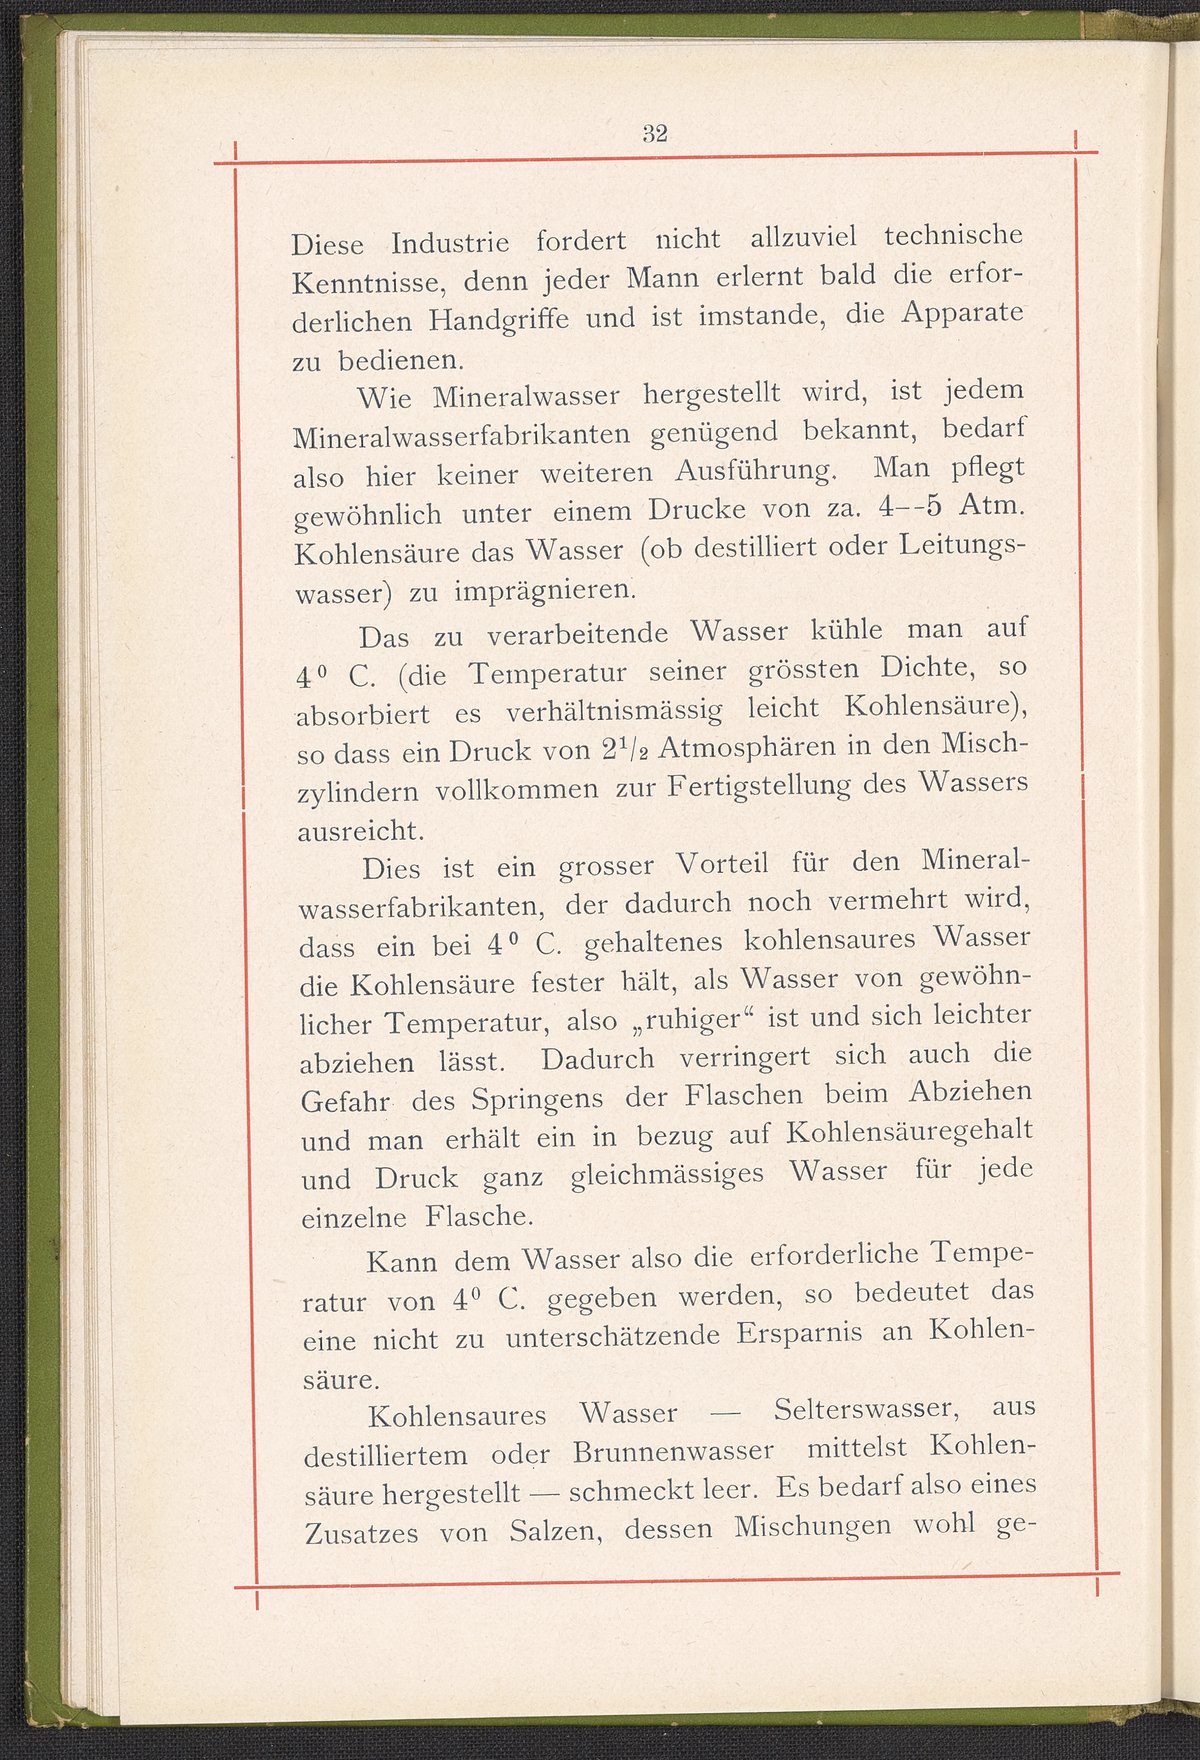 32
Diese Industrie fordert nicht allzuviel technische
Kenntnisse, denn jeder Mann erlernt bald die erfor-
derlichen Handgriffe und ist imstande, die Apparate
zu bedienen.
Wie Mineralwasser hergestellt wird, ist jedem
Mineralwasserfabrikanten genügend bekannt, bedarf
also hier keiner weiteren Ausführung. Man pflegt
gewöhnlich unter einem Drucke von za. 4--5 Atm.
Kohlensäure das Wasser (ob destilliert oder Leitungs-
wasser) zu imprägnieren.
Das zu verarbeitende Wasser kühle man auf
4⁰ C. (die Temperatur seiner grössten Dichte, so
absorbiert es verhältnismässig leicht Kohlensäure),
so dass ein Druck von 2¹/₂ Atmosphären in den Misch-
zylindern vollkommen zur Fertigstellung des Wassers
ausreicht.
Dies ist ein grosser Vorteil für den Mineral-
wasserfabrikanten, der dadurch noch vermehrt wird,
dass ein bei 4⁰ C. gehaltenes kohlensaures Wasser
die Kohlensäure fester hält, als Wasser von gewöhn-
licher Temperatur, also „ruhiger“ ist und sich leichter
abziehen lässt. Dadurch verringert sich auch die
Gefahr des Springens der Flaschen beim Abziehen
und man erhält ein in bezug auf Kohlensäuregehalt
und Druck ganz gleichmässiges Wasser für jede
einzelne Flasche.
Kann dem Wasser also die erforderliche Tempe-
ratur von 4⁰ C. gegeben werden, so bedeutet das
eine nicht zu unterschätzende Ersparnis an Kohlen-
säure.
Kohlensaures Wasser — Selterswasser, aus
destilliertem oder Brunnenwasser mittelst Kohlen-
säure hergestellt — schmeckt leer. Es bedarf also eines
Zusatzes von Salzen, dessen Mischungen wohl ge-